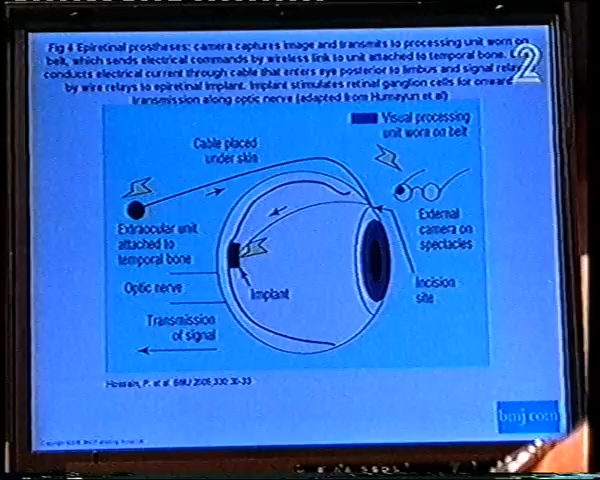 Fig 4 Epiretinal prostheses: camera captures image and transmits to processing unit worn on
belt, which sends electrical commands by wireless link to unit attached to temporal bone.
conducts electrical current through cable that enters eye posterior to limbus and signal relay
by wire relays to epiretinal implant. Implant stimulates retinal ganglion cells for onward
transmission along optic nerve (adapted from Humayun et al)
2
Visual processing
unit worn on belt
Cable placed
under skin
External
camera on
spectacles
Extraocular unit
attached to
temporal bone
Optic nerve
Implant
Incision
site
Transmission
of signal
Hossain, P. et al. BMJ 2005;330:30-33
bmj.com